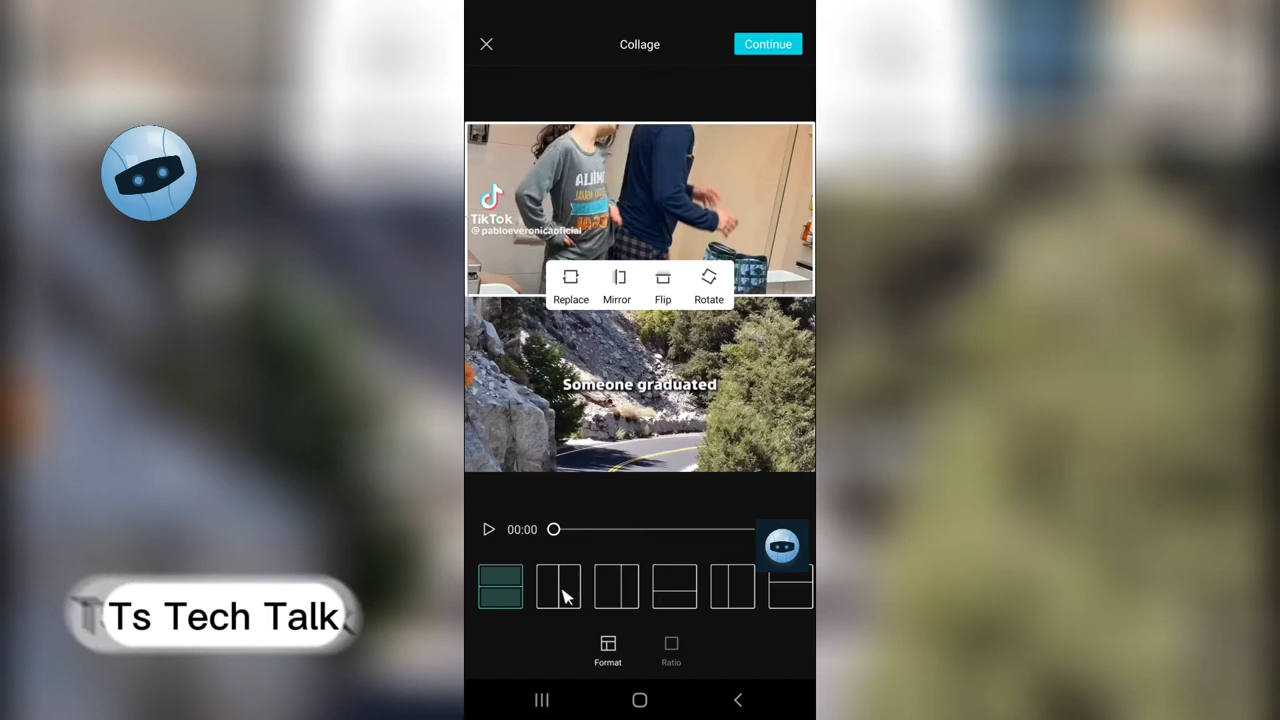 Collage
Continue
TikTok
@pabloeveronicaoficial
Replace
Mirror
Flip
Rotate
Someone graduated
00:00
Ts Tech Talk
Format
Ratio